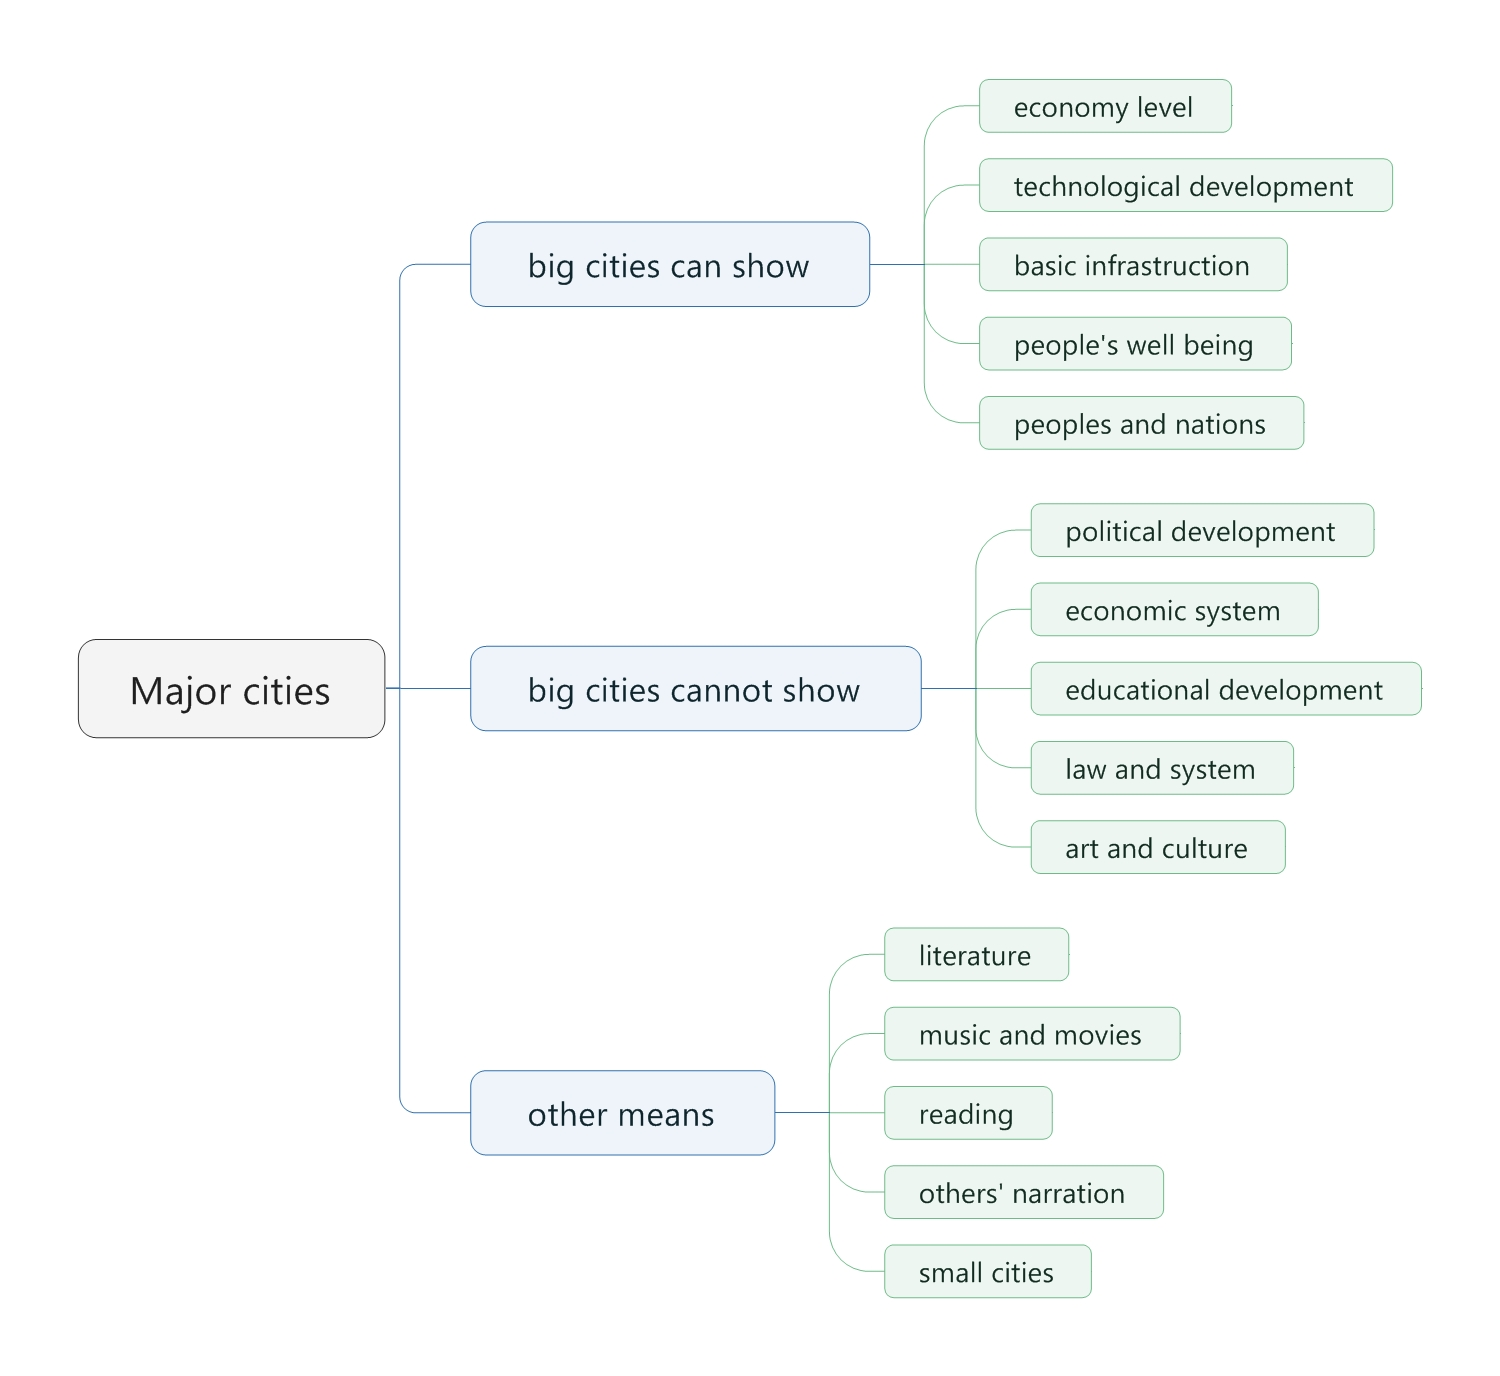 Major cities
big cities can show
economy level
technological development
basic infrastruction
people's well being
peoples and nations
big cities cannot show
political development
economic system
educational development
law and system
art and culture
other means
literature
music and movies
reading
others' narration
small cities